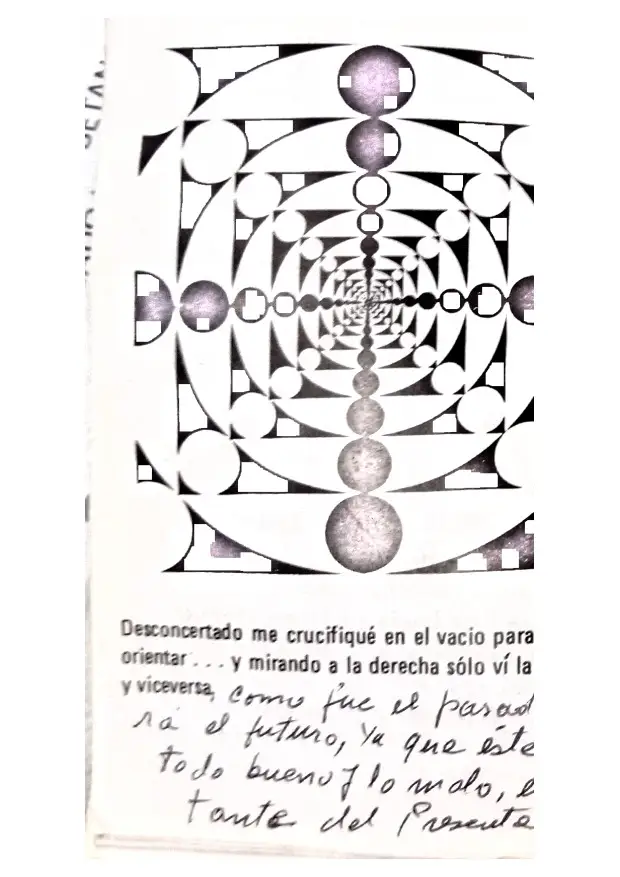 Desconcertado me crucifiqué en el vacio para
orientar . . . y mirando a la derecha sólo ví la
y viceversa, como fue el pasad
rá el futuro, ya que éste
todo bueno y lo malo, e
tante del Presente